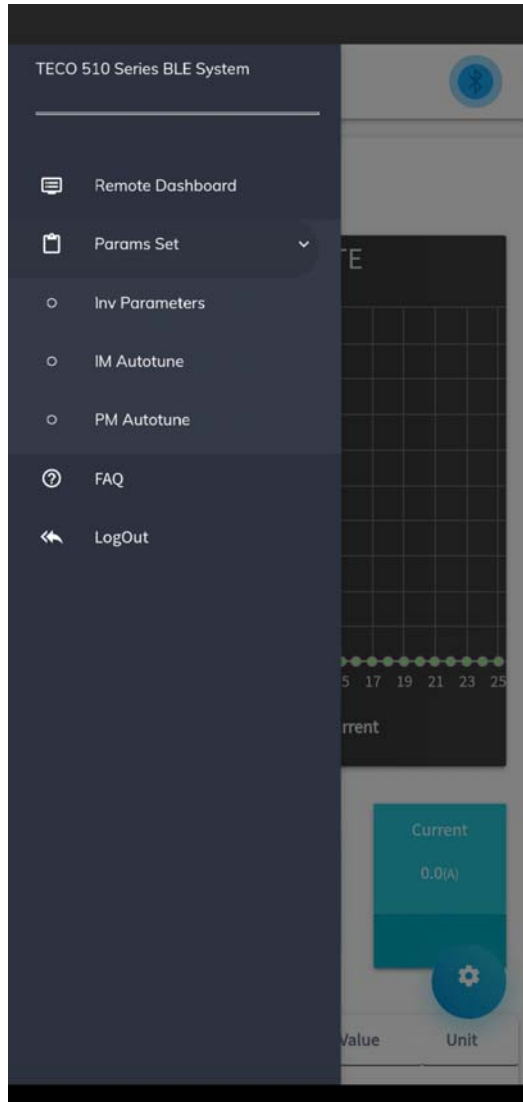 TECO 510 Series BLE System
Remote Dashboard
Params Set
Inv Parameters
IM Autotune
PM Autotune
FAQ
LogOut
TE
5 17 19 21 23 25
rrent
Current
0.0(A)
Value Unit